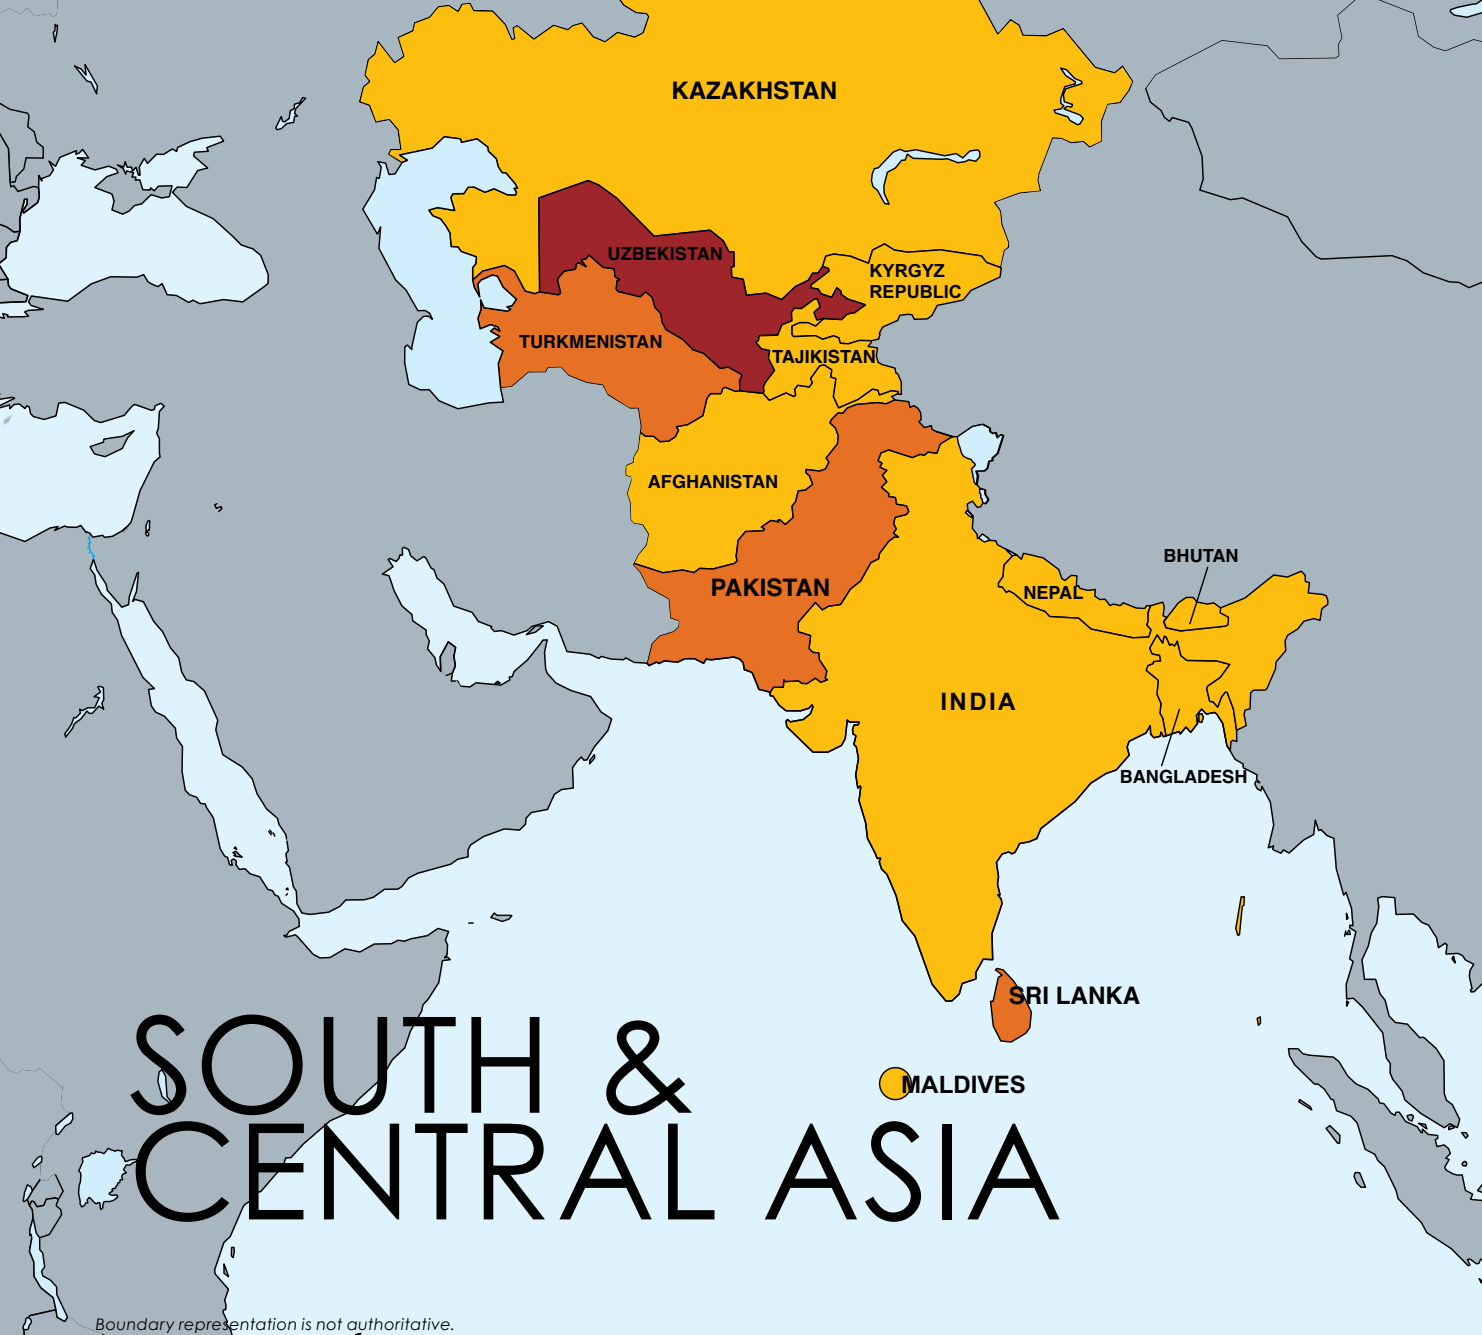 KAZAKHSTAN
UZBEKISTAN
KYRGYZ
REPUBLIC
TURKMENISTAN
TAJIKISTAN
AFGHANISTAN
PAKISTAN
BHUTAN
NEPAL
INDIA
BANGLADESH
SRI LANKA
MALDIVES
SOUTH &
CENTRAL ASIA
Boundary representation is not authoritative.